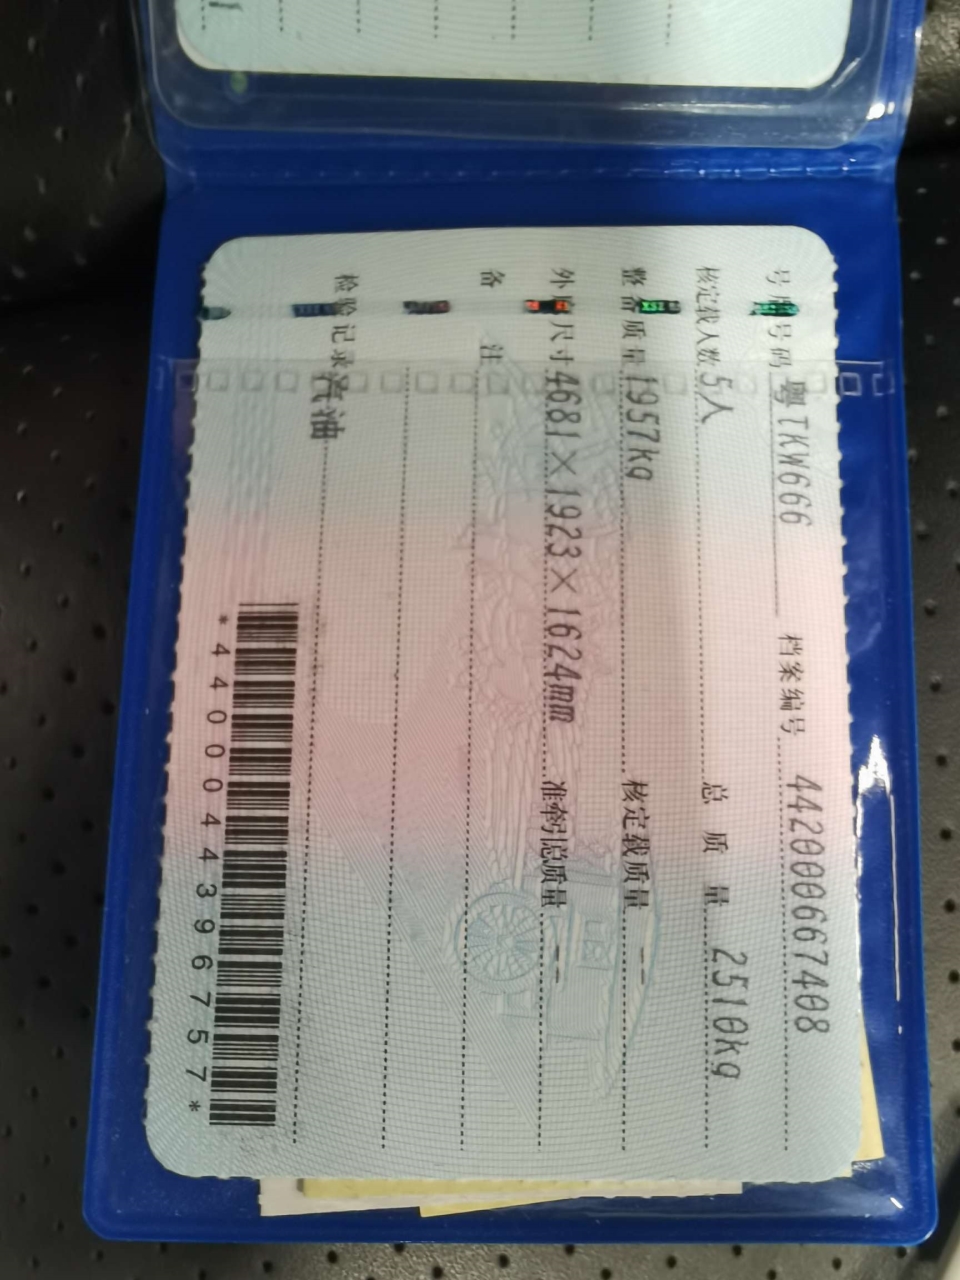 号牌号码 粤TKW666 档案编号 442000667408
核定载人数 5人 总质量 2510kg
整备质量 1957kg 核定载质量 --
外廓尺寸 4681×1923×1624mm 准牵引总质量 --
备注
检验记录 汽油
*4400044396757*